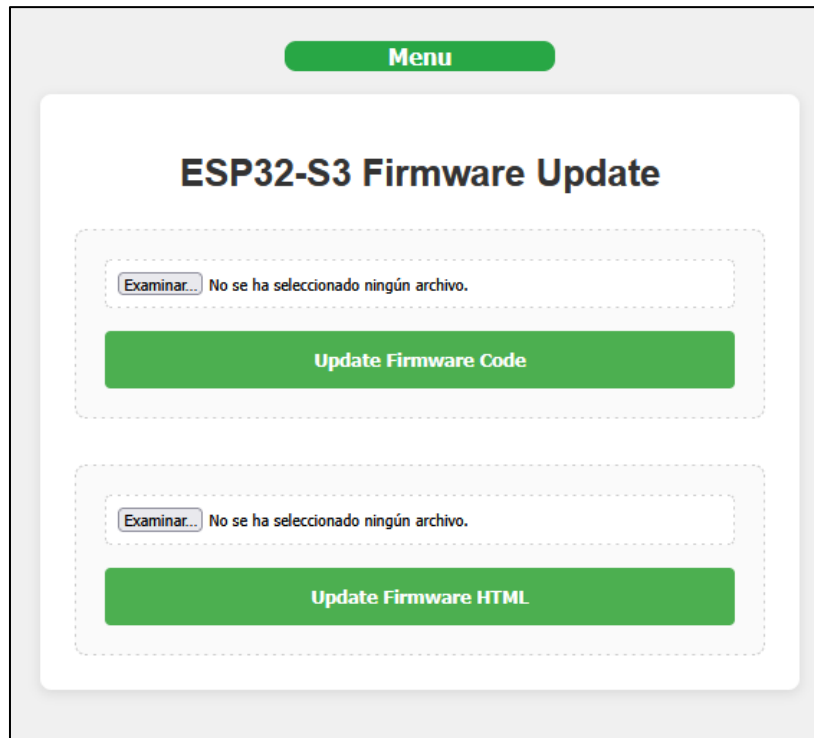 Menu
ESP32-S3 Firmware Update
Examinar... No se ha seleccionado ningún archivo.
Update Firmware Code
Examinar... No se ha seleccionado ningún archivo.
Update Firmware HTML